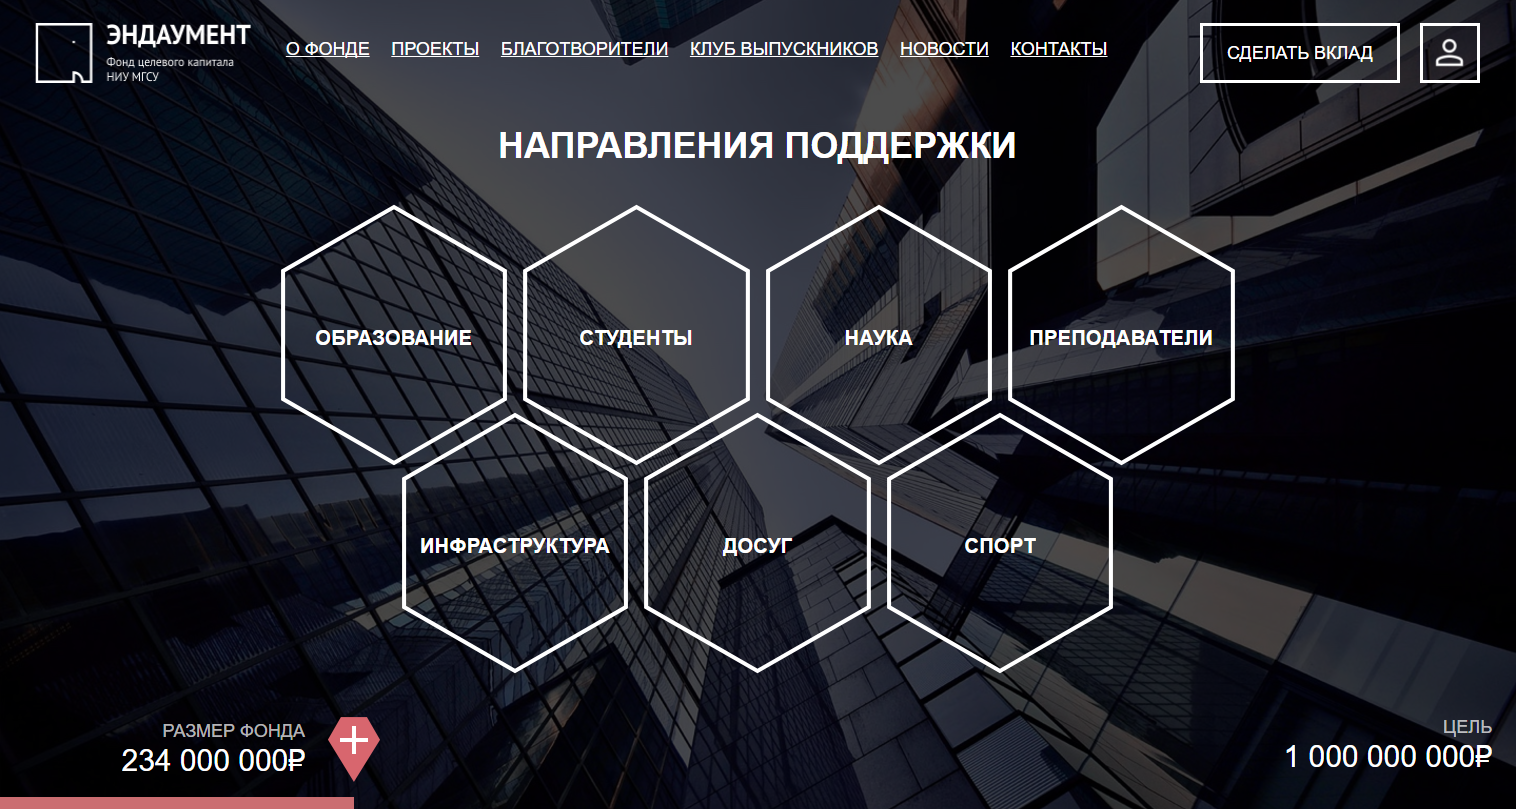 ЭНДАУМЕНТ
Фонд целевого капитала
НИУ МГСУ
О ФОНДЕ ПРОЕКТЫ БЛАГОТВОРИТЕЛИ КЛУБ ВЫПУСКНИКОВ НОВОСТИ КОНТАКТЫ
СДЕЛАТЬ ВКЛАД
НАПРАВЛЕНИЯ ПОДДЕРЖКИ
ОБРАЗОВАНИЕ
СТУДЕНТЫ
НАУКА
ПРЕПОДАВАТЕЛИ
ИНФРАСТРУКТУРА
ДОСУГ
СПОРТ
РАЗМЕР ФОНДА
234 000 000₽
ЦЕЛЬ
1 000 000 000₽